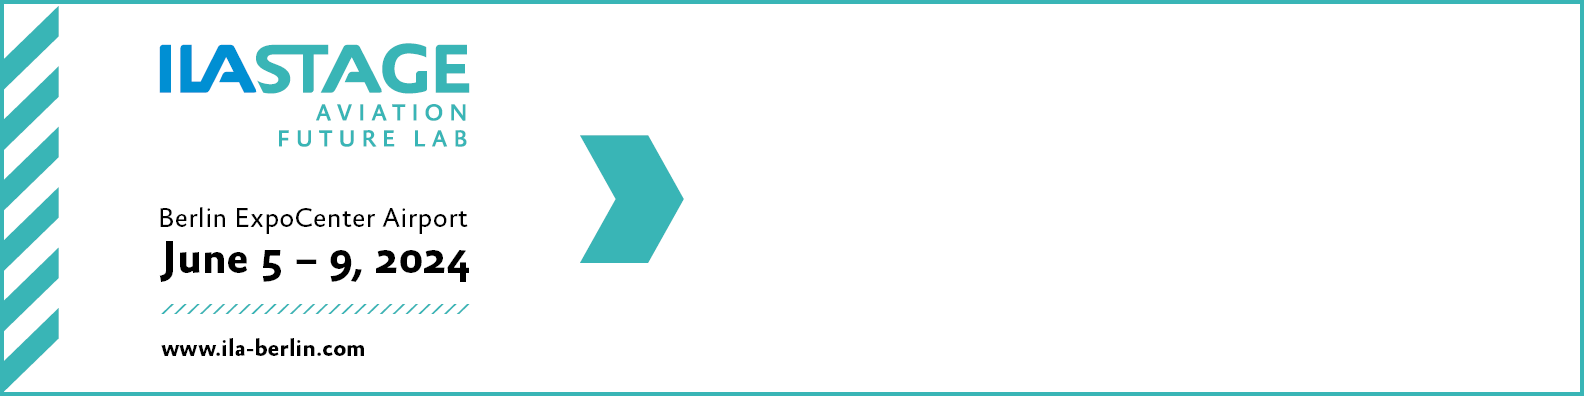 ILASTAGE
AVIATION
FUTURE LAB
Berlin ExpoCenter Airport
June 5 – 9, 2024
www.ila-berlin.com